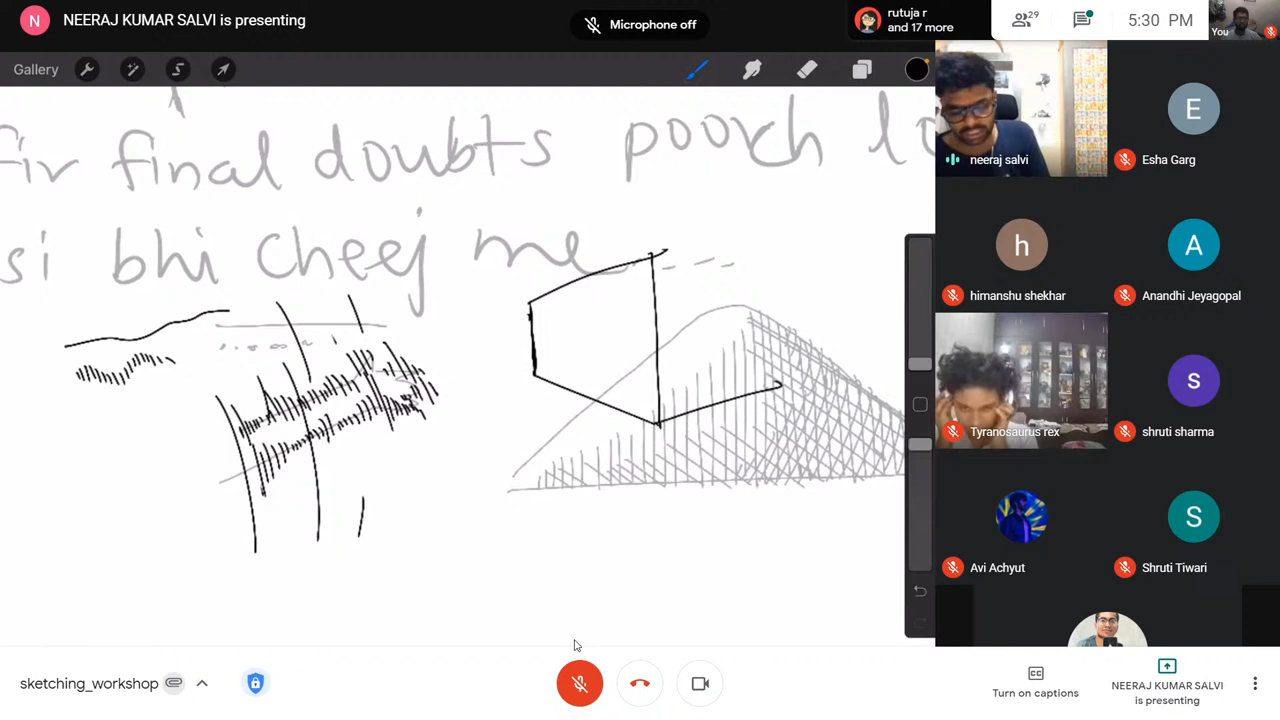 N NEERAJ KUMAR SALVI is presenting
Microphone off
rutuja r
and 17 more
29
5:30 PM
You
Gallery
fir final doubts pooch lo
si bhi cheej me
neeraj salvi
E
Esha Garg
h
himanshu shekhar
A
Anandhi Jeyagopal
Tyranosaurus rex
s
shruti sharma
Avi Achyut
S
Shruti Tiwari
sketching_workshop
CC
Turn on captions
NEERAJ KUMAR SALVI
is presenting